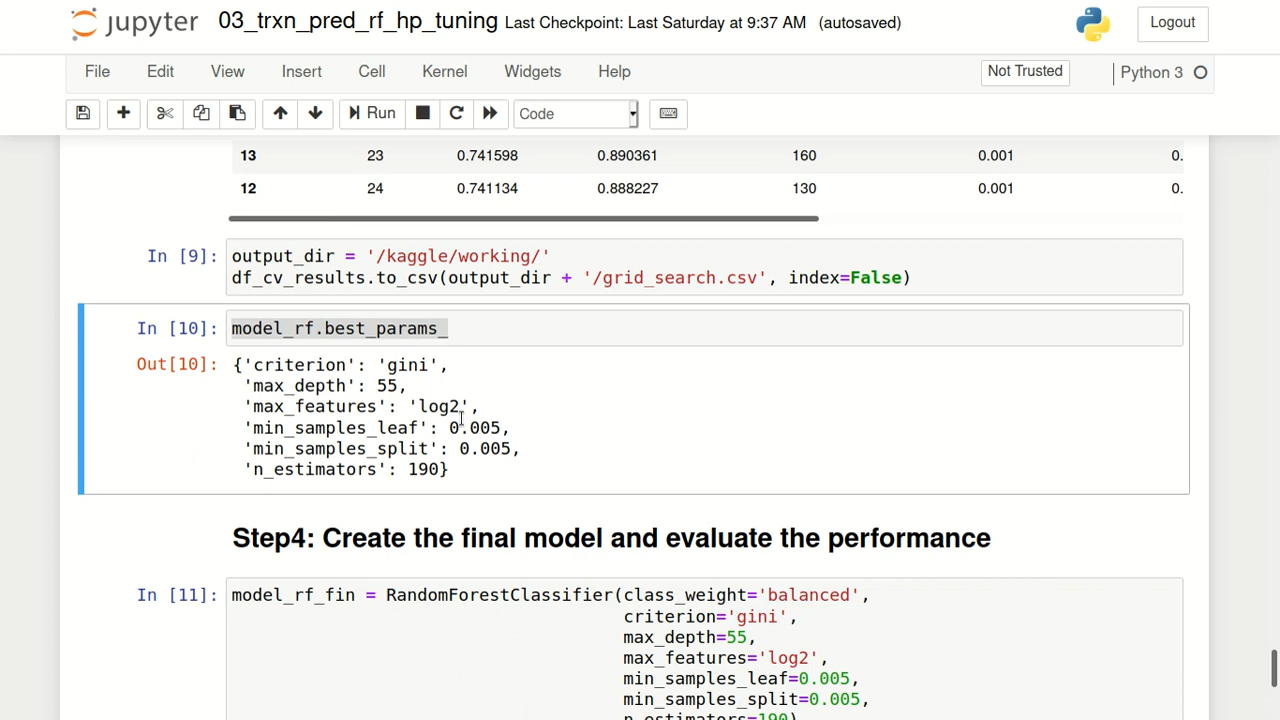 jupyter 03_trxn_pred_rf_hp_tuning Last Checkpoint: Last Saturday at 9:37 AM (autosaved) Logout
File Edit View Insert Cell Kernel Widgets Help Not Trusted Python 3
Run Code
13 23 0.741598 0.890361 160 0.001 0.
12 24 0.741134 0.888227 130 0.001 0.
In [9]: output_dir = '/kaggle/working/'
df_cv_results.to_csv(output_dir + '/grid_search.csv', index=False)
In [10]: model_rf.best_params_
Out[10]: {'criterion': 'gini',
'max_depth': 55,
'max_features': 'log2',
'min_samples_leaf': 0.005,
'min_samples_split': 0.005,
'n_estimators': 190}
Step4: Create the final model and evaluate the performance
In [11]: model_rf_fin = RandomForestClassifier(class_weight='balanced',
criterion='gini',
max_depth=55,
max_features='log2',
min_samples_leaf=0.005,
min_samples_split=0.005,
n_estimators=190)